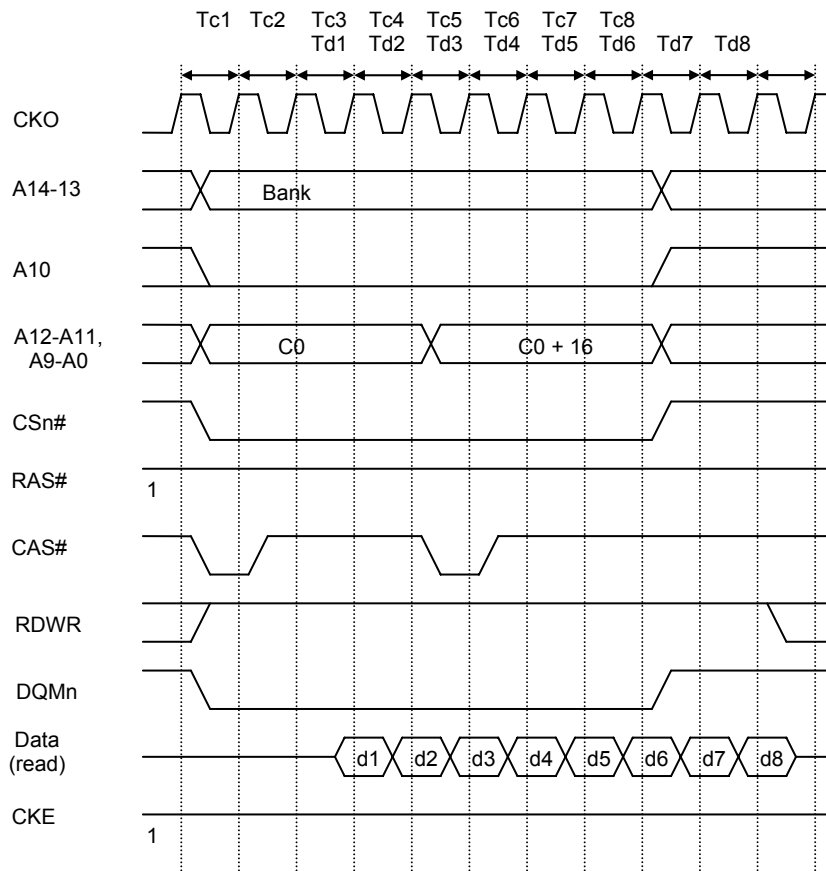 Tc1 Tc2 Tc3 Tc4 Tc5 Tc6 Tc7 Tc8
Td1 Td2 Td3 Td4 Td5 Td6 Td7 Td8
CKO
A14-13 Bank
A10
A12-A11,
A9-A0
C0 C0 + 16
CSn#
RAS#
1
CAS#
RDWR
DQMn
Data
(read)
d1 d2 d3 d4 d5 d6 d7 d8
CKE
1